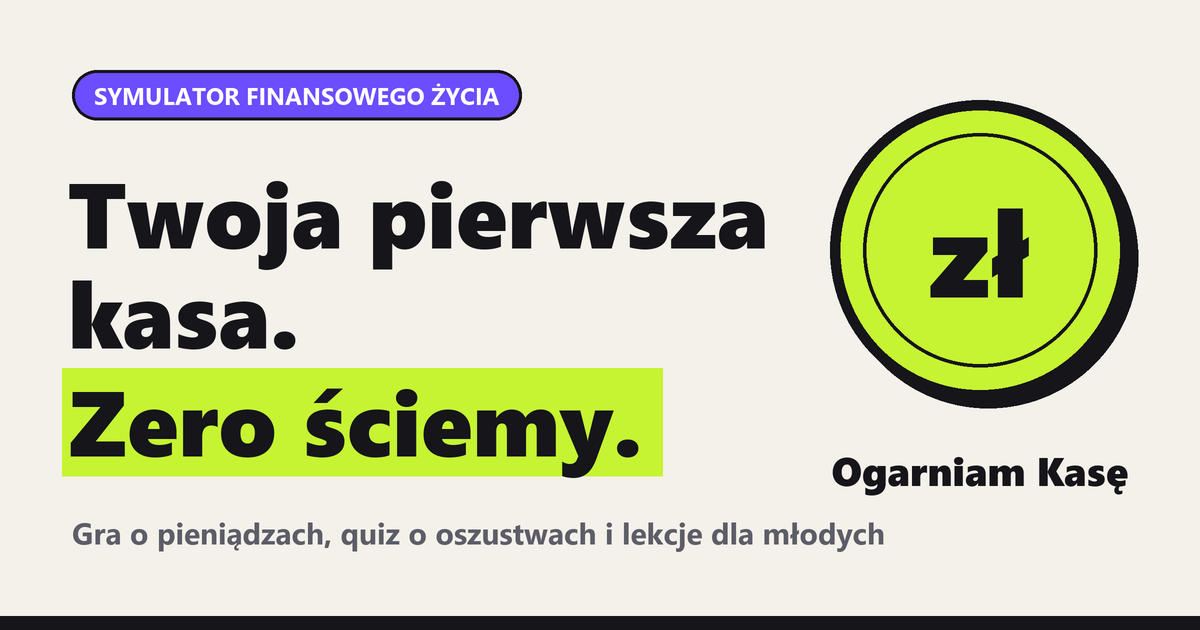 SYMULATOR FINANSOWEGO ŻYCIA
Twoja pierwsza
kasa.
Zero ściemy.
zł
Ogarniam Kasę
Gra o pieniądzach, quiz o oszustwach i lekcje dla młodych